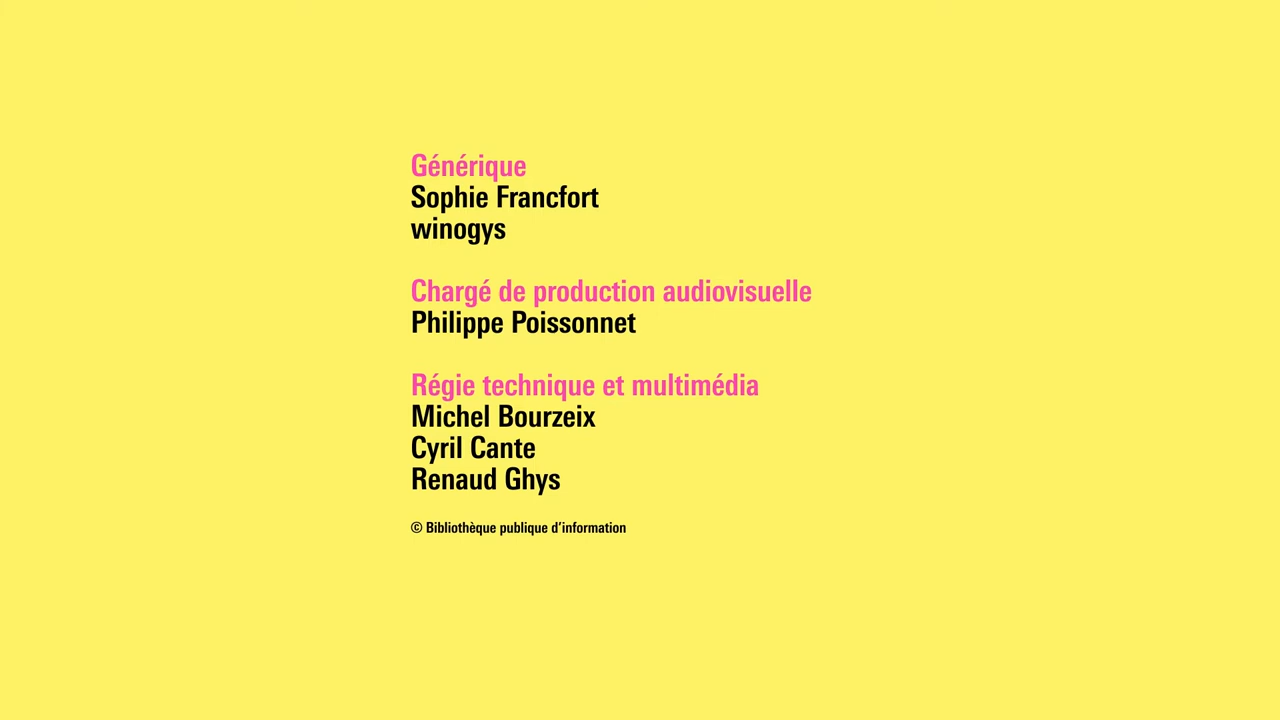 Générique
Sophie Francfort
winogys
Chargé de production audiovisuelle
Philippe Poissonnet
Régie technique et multimédia
Michel Bourzeix
Cyril Cante
Renaud Ghys
© Bibliothèque publique d’information